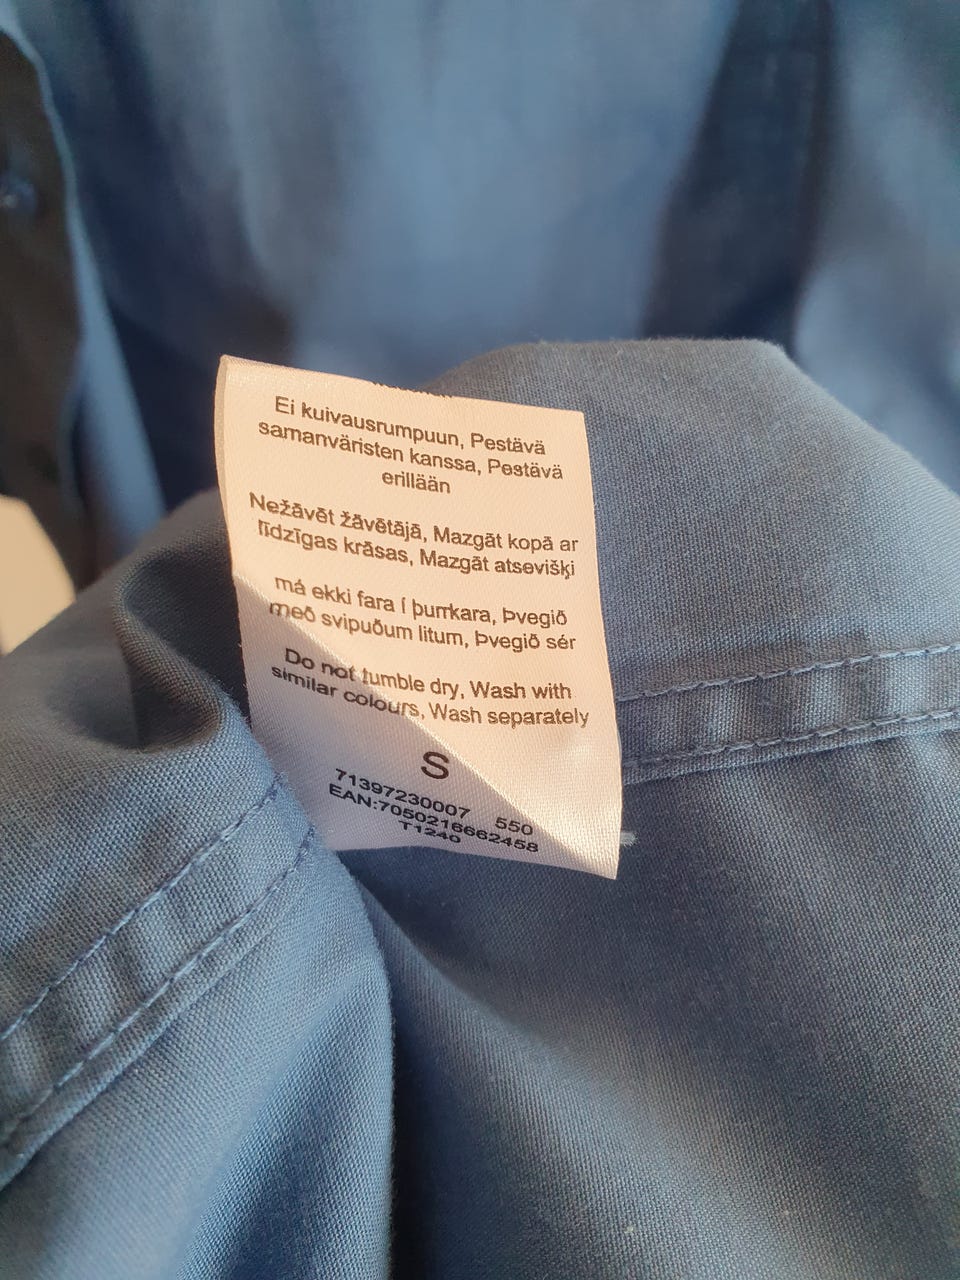 Ei kuivausrumpuun, Pestävä
samanväristen kanssa, Pestävä
erillään
Nežāvēt žāvētājā, Mazgāt kopā ar
līdzīgas krāsas, Mazgāt atsevišķi
má ekki fara í þurrkara, Þvegið
með svipuðum litum, Þvegið sér
Do not tumble dry, Wash with
similar colours, Wash separately
S
71397230007 550
EAN:7050216662458
T1240